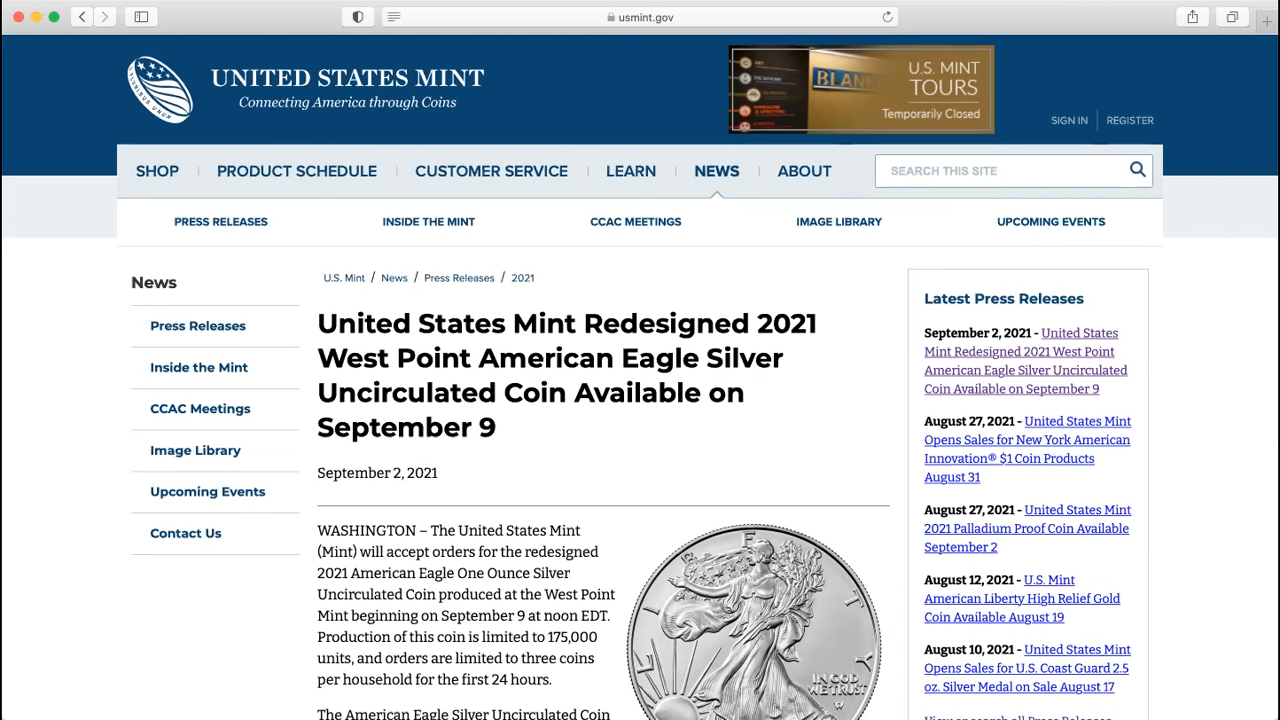 usmint.gov
PLURIBUS UNUM
UNITED STATES MINT
Connecting America through Coins
BLANK
U.S. MINT
TOURS
Temporarily Closed
SIGN IN
REGISTER
SHOP
PRODUCT SCHEDULE
CUSTOMER SERVICE
LEARN
NEWS
ABOUT
SEARCH THIS SITE
PRESS RELEASES
INSIDE THE MINT
CCAC MEETINGS
IMAGE LIBRARY
UPCOMING EVENTS
News
Press Releases
Inside the Mint
CCAC Meetings
Image Library
Upcoming Events
Contact Us
U.S. Mint / News / Press Releases / 2021
United States Mint Redesigned 2021
West Point American Eagle Silver
Uncirculated Coin Available on
September 9
September 2, 2021
WASHINGTON – The United States Mint
(Mint) will accept orders for the redesigned
2021 American Eagle One Ounce Silver
Uncirculated Coin produced at the West Point
Mint beginning on September 9 at noon EDT.
Production of this coin is limited to 175,000
units, and orders are limited to three coins
per household for the first 24 hours.
The American Eagle Silver Uncirculated Coin
LIBERTY
IN GOD
WE TRUST
Latest Press Releases
September 2, 2021 - United States
Mint Redesigned 2021 West Point
American Eagle Silver Uncirculated
Coin Available on September 9
August 27, 2021 - United States Mint
Opens Sales for New York American
Innovation® $1 Coin Products
August 31
August 27, 2021 - United States Mint
2021 Palladium Proof Coin Available
September 2
August 12, 2021 - U.S. Mint
American Liberty High Relief Gold
Coin Available August 19
August 10, 2021 - United States Mint
Opens Sales for U.S. Coast Guard 2.5
oz. Silver Medal on Sale August 17
View or search all Press Releases